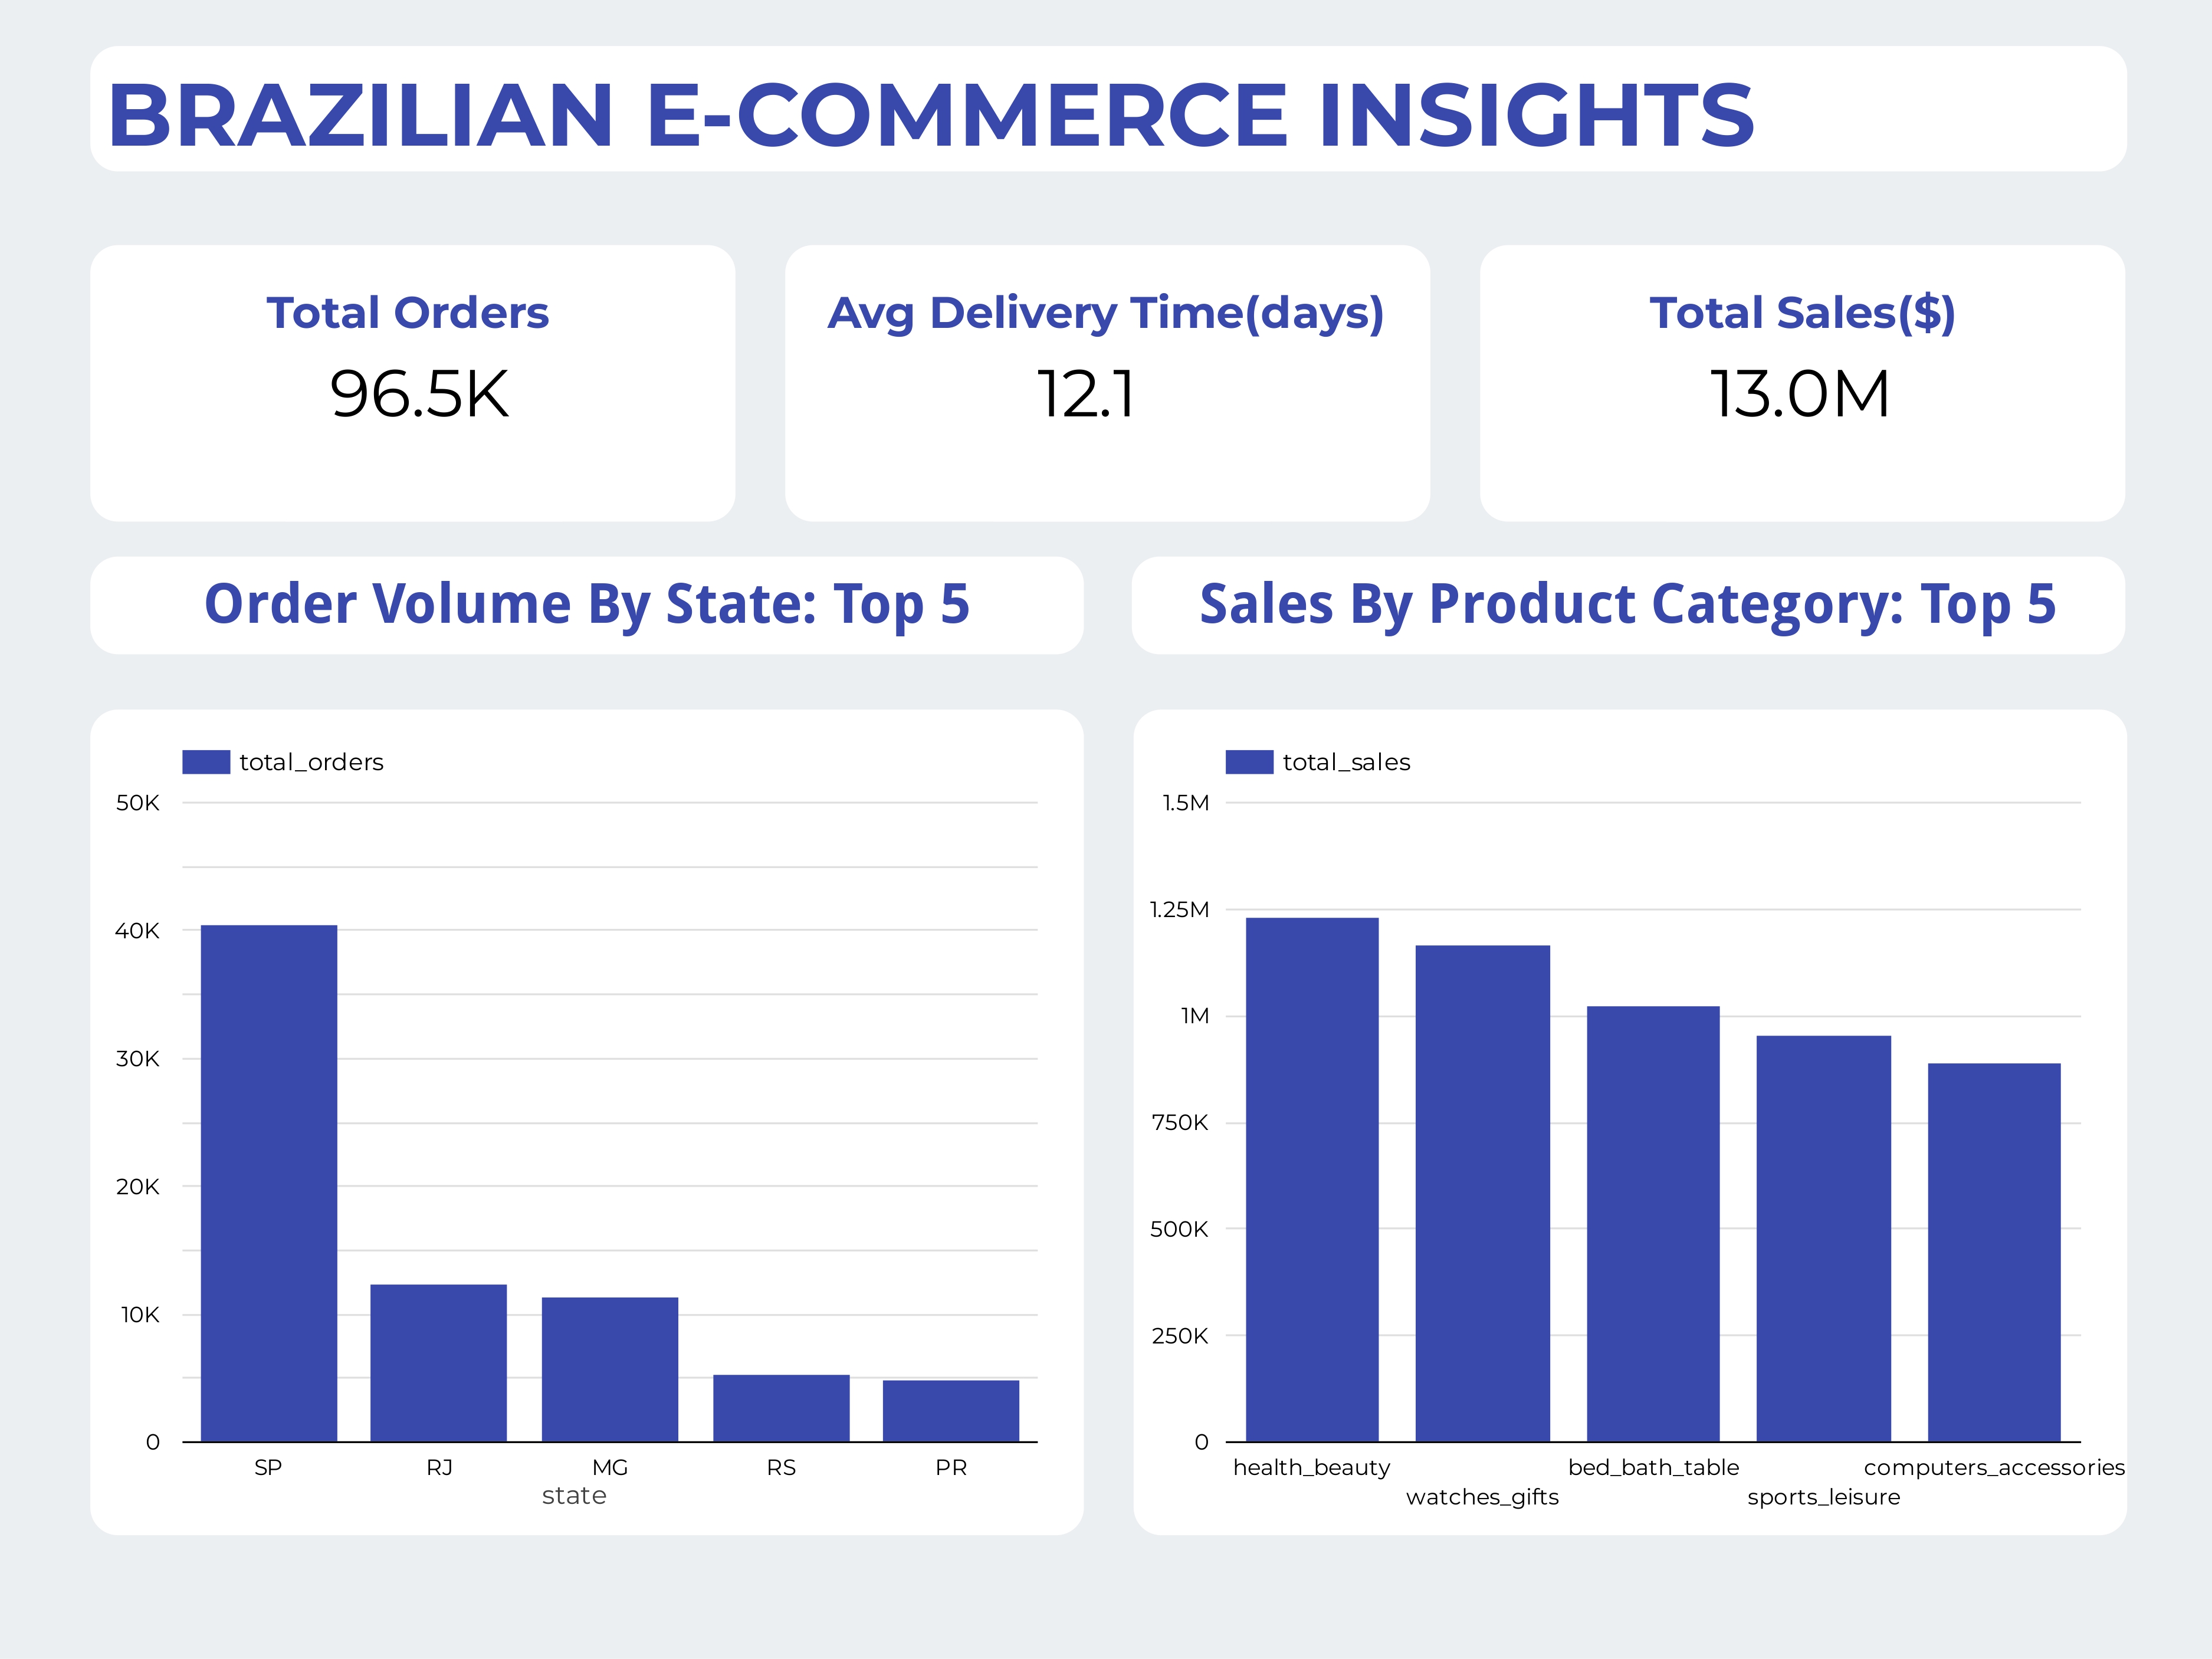 BRAZILIAN E-COMMERCE INSIGHTS
Total Orders
96.5K
Avg Delivery Time(days)
12.1
Total Sales($)
13.0M
Order Volume By State: Top 5
Sales By Product Category: Top 5
total_orders
50K
40K
30K
20K
10K
0
SP RJ MG RS PR
state
total_sales
1.5M
1.25M
1M
750K
500K
250K
0
health_beauty bed_bath_table computers_accessories
watches_gifts sports_leisure